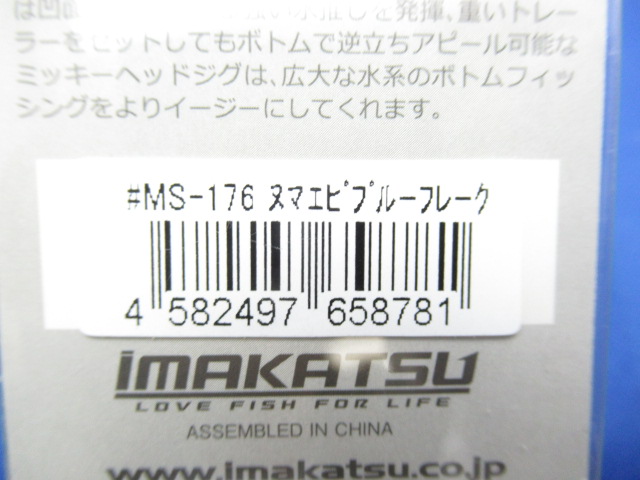 水推しを発揮、重いトレー
ラーをセットしてもボトムで逆立ちアピール可能な
ミッキーヘッドジグは、広大な水系のボトムフィッ
シングをよりイージーにしてくれます。
#MS-176 ヌマエビブルーフレーク
4 582497 658781
imakatsu
LOVE FISH FOR LIFE
ASSEMBLED IN CHINA
www.imakatsu.co.jp